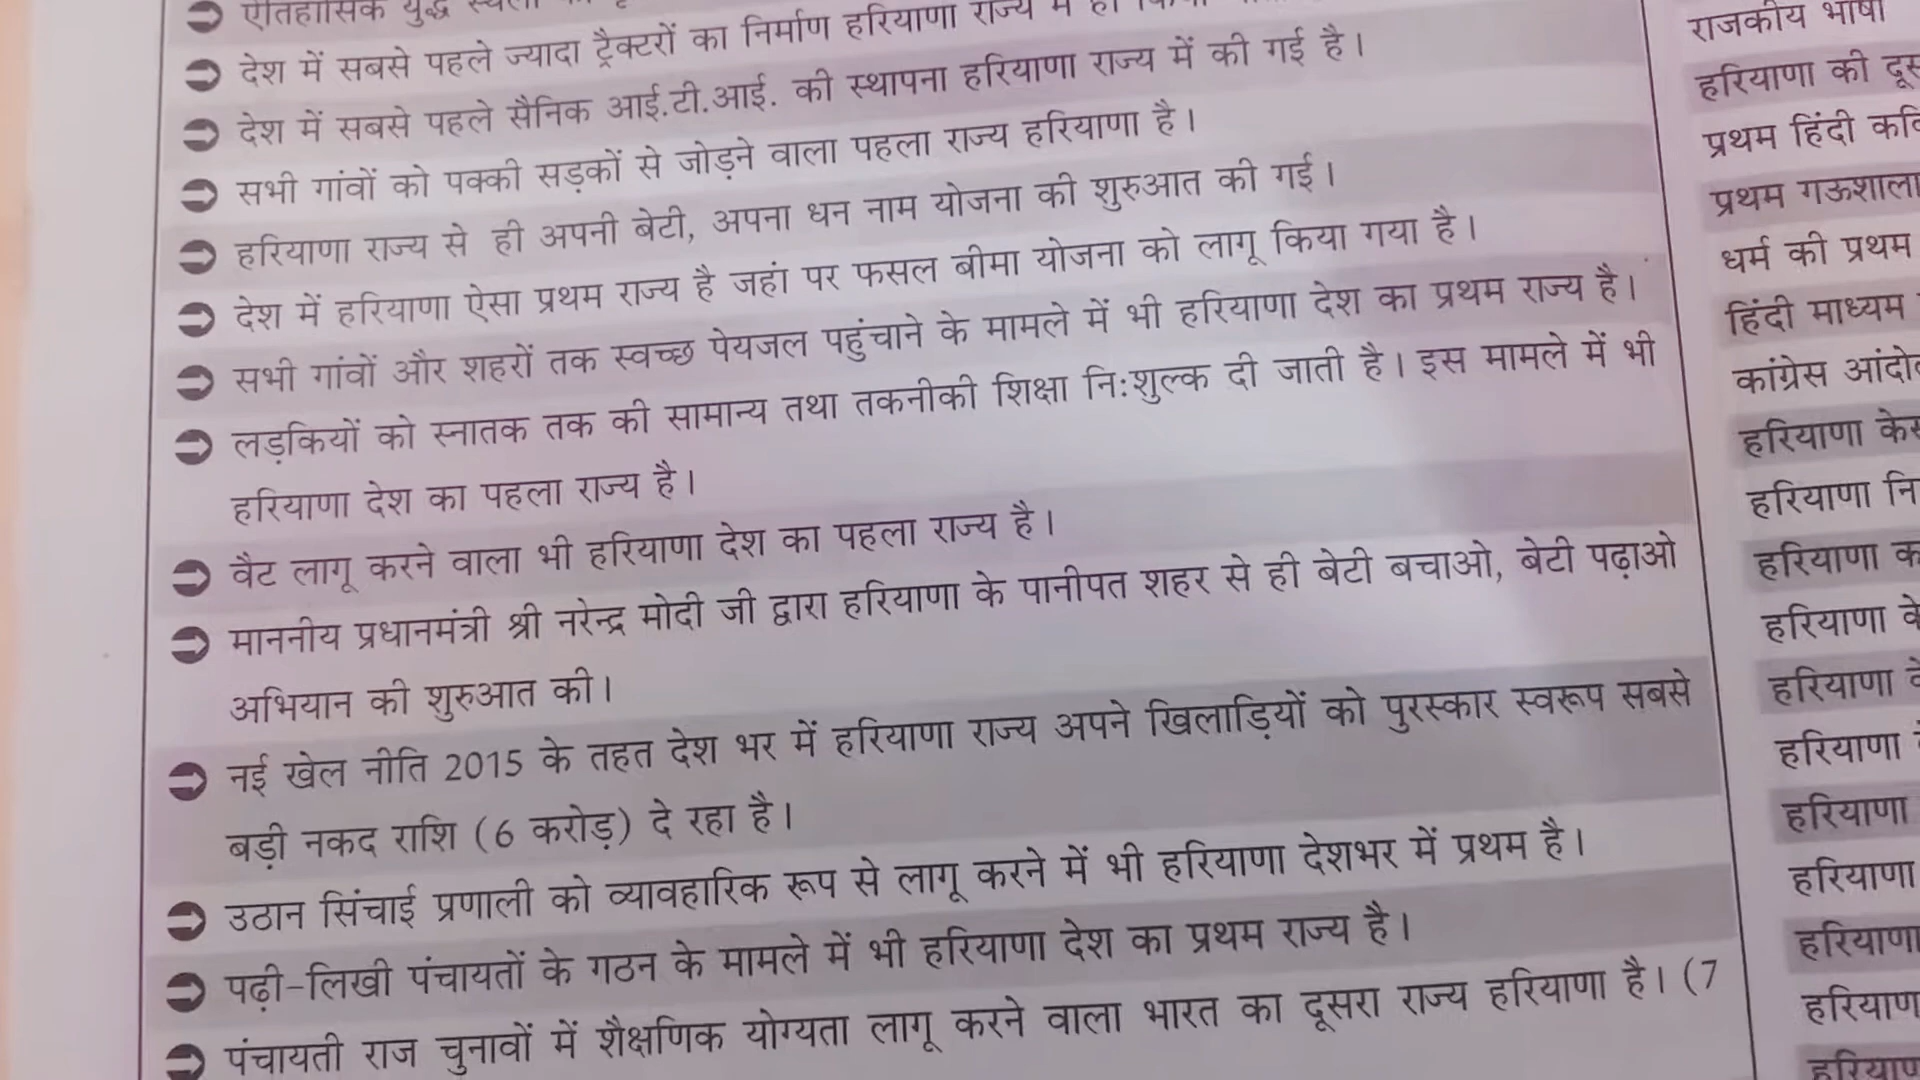 ऐतिहासिक युद्ध
देश में सबसे पहले ज्यादा ट्रैक्टरों का निर्माण हरियाणा राज्य में ही
देश में सबसे पहले सैनिक आई.टी.आई. की स्थापना हरियाणा राज्य में की गई है।
सभी गांवों को पक्की सड़कों से जोड़ने वाला पहला राज्य हरियाणा है।
हरियाणा राज्य से ही अपनी बेटी, अपना धन नाम योजना की शुरुआत की गई।
देश में हरियाणा ऐसा प्रथम राज्य है जहां पर फसल बीमा योजना को लागू किया गया है।
सभी गांवों और शहरों तक स्वच्छ पेयजल पहुंचाने के मामले में भी हरियाणा देश का प्रथम राज्य है।
लड़कियों को स्नातक तक की सामान्य तथा तकनीकी शिक्षा नि:शुल्क दी जाती है। इस मामले में भी
हरियाणा देश का पहला राज्य है।
वैट लागू करने वाला भी हरियाणा देश का पहला राज्य है।
माननीय प्रधानमंत्री श्री नरेन्द्र मोदी जी द्वारा हरियाणा के पानीपत शहर से ही बेटी बचाओ, बेटी पढ़ाओ
अभियान की शुरुआत की।
नई खेल नीति 2015 के तहत देश भर में हरियाणा राज्य अपने खिलाड़ियों को पुरस्कार स्वरूप सबसे
बड़ी नकद राशि (6 करोड़) दे रहा है।
उठान सिंचाई प्रणाली को व्यावहारिक रूप से लागू करने में भी हरियाणा देशभर में प्रथम है।
पढ़ी-लिखी पंचायतों के गठन के मामले में भी हरियाणा देश का प्रथम राज्य है।
पंचायती राज चुनावों में शैक्षणिक योग्यता लागू करने वाला भारत का दूसरा राज्य हरियाणा है। (7
राजकीय भाषा
हरियाणा की
प्रथम हिंदी
प्रथम गऊशाला
धर्म की प्रथम
हिंदी माध्यम
कांग्रेस
हरियाणा
हरियाणा
हरियाणा
हरियाणा
हरियाणा
हरियाणा
हरियाणा
हरियाणा
हरियाणा